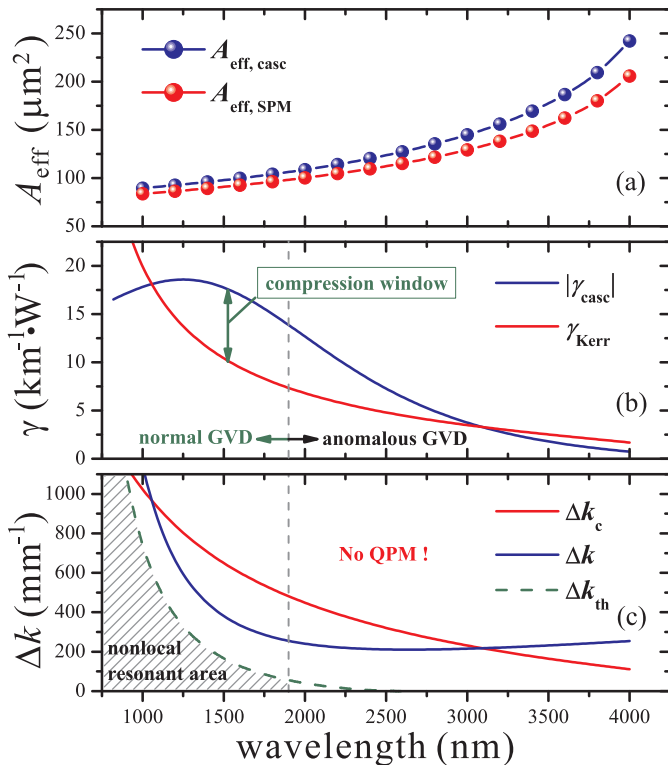 250
200
150
100
50
A_eff (μm²)
A_eff, casc
A_eff, SPM
(a)
25
20
15
10
5
0
γ (km⁻¹•W⁻¹)
compression window
|γ_casc|
γ_Kerr
(b)
normal GVD
anomalous GVD
1000
800
600
400
200
0
Δk (mm⁻¹)
No QPM !
Δk_c
Δk
Δk_th
(c)
nonlocal
resonant area
1000 1500 2000 2500 3000 3500 4000
wavelength (nm)